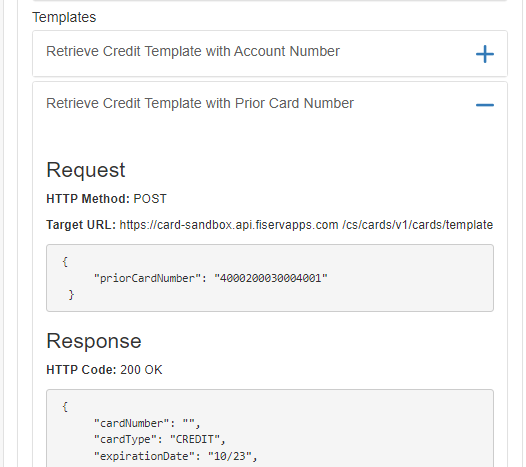 Templates
Retrieve Credit Template with Account Number
Retrieve Credit Template with Prior Card Number
Request
HTTP Method: POST
Target URL: https://card-sandbox.api.fiservapps.com /cs/cards/v1/cards/template
{
"priorCardNumber": "4000200030004001"
}
Response
HTTP Code: 200 OK
{
"cardNumber": "",
"cardType": "CREDIT",
"expirationDate": "10/23",